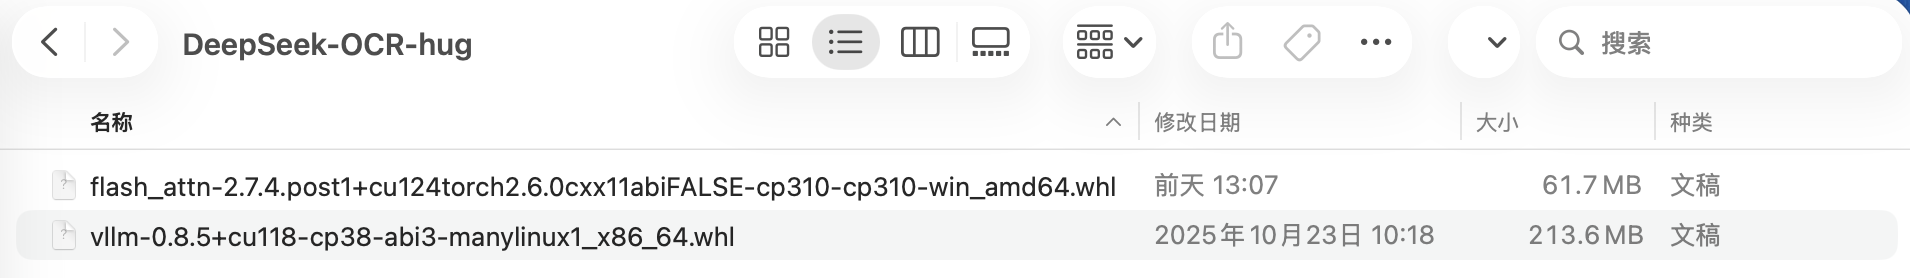 DeepSeek-OCR-hug 搜索
名称 修改日期 大小 种类
flash_attn-2.7.4.post1+cu124torch2.6.0cxx11abiFALSE-cp310-cp310-win_amd64.whl 前天 13:07 61.7 MB 文稿
vllm-0.8.5+cu118-cp38-abi3-manylinux1_x86_64.whl 2025年10月23日 10:18 213.6 MB 文稿